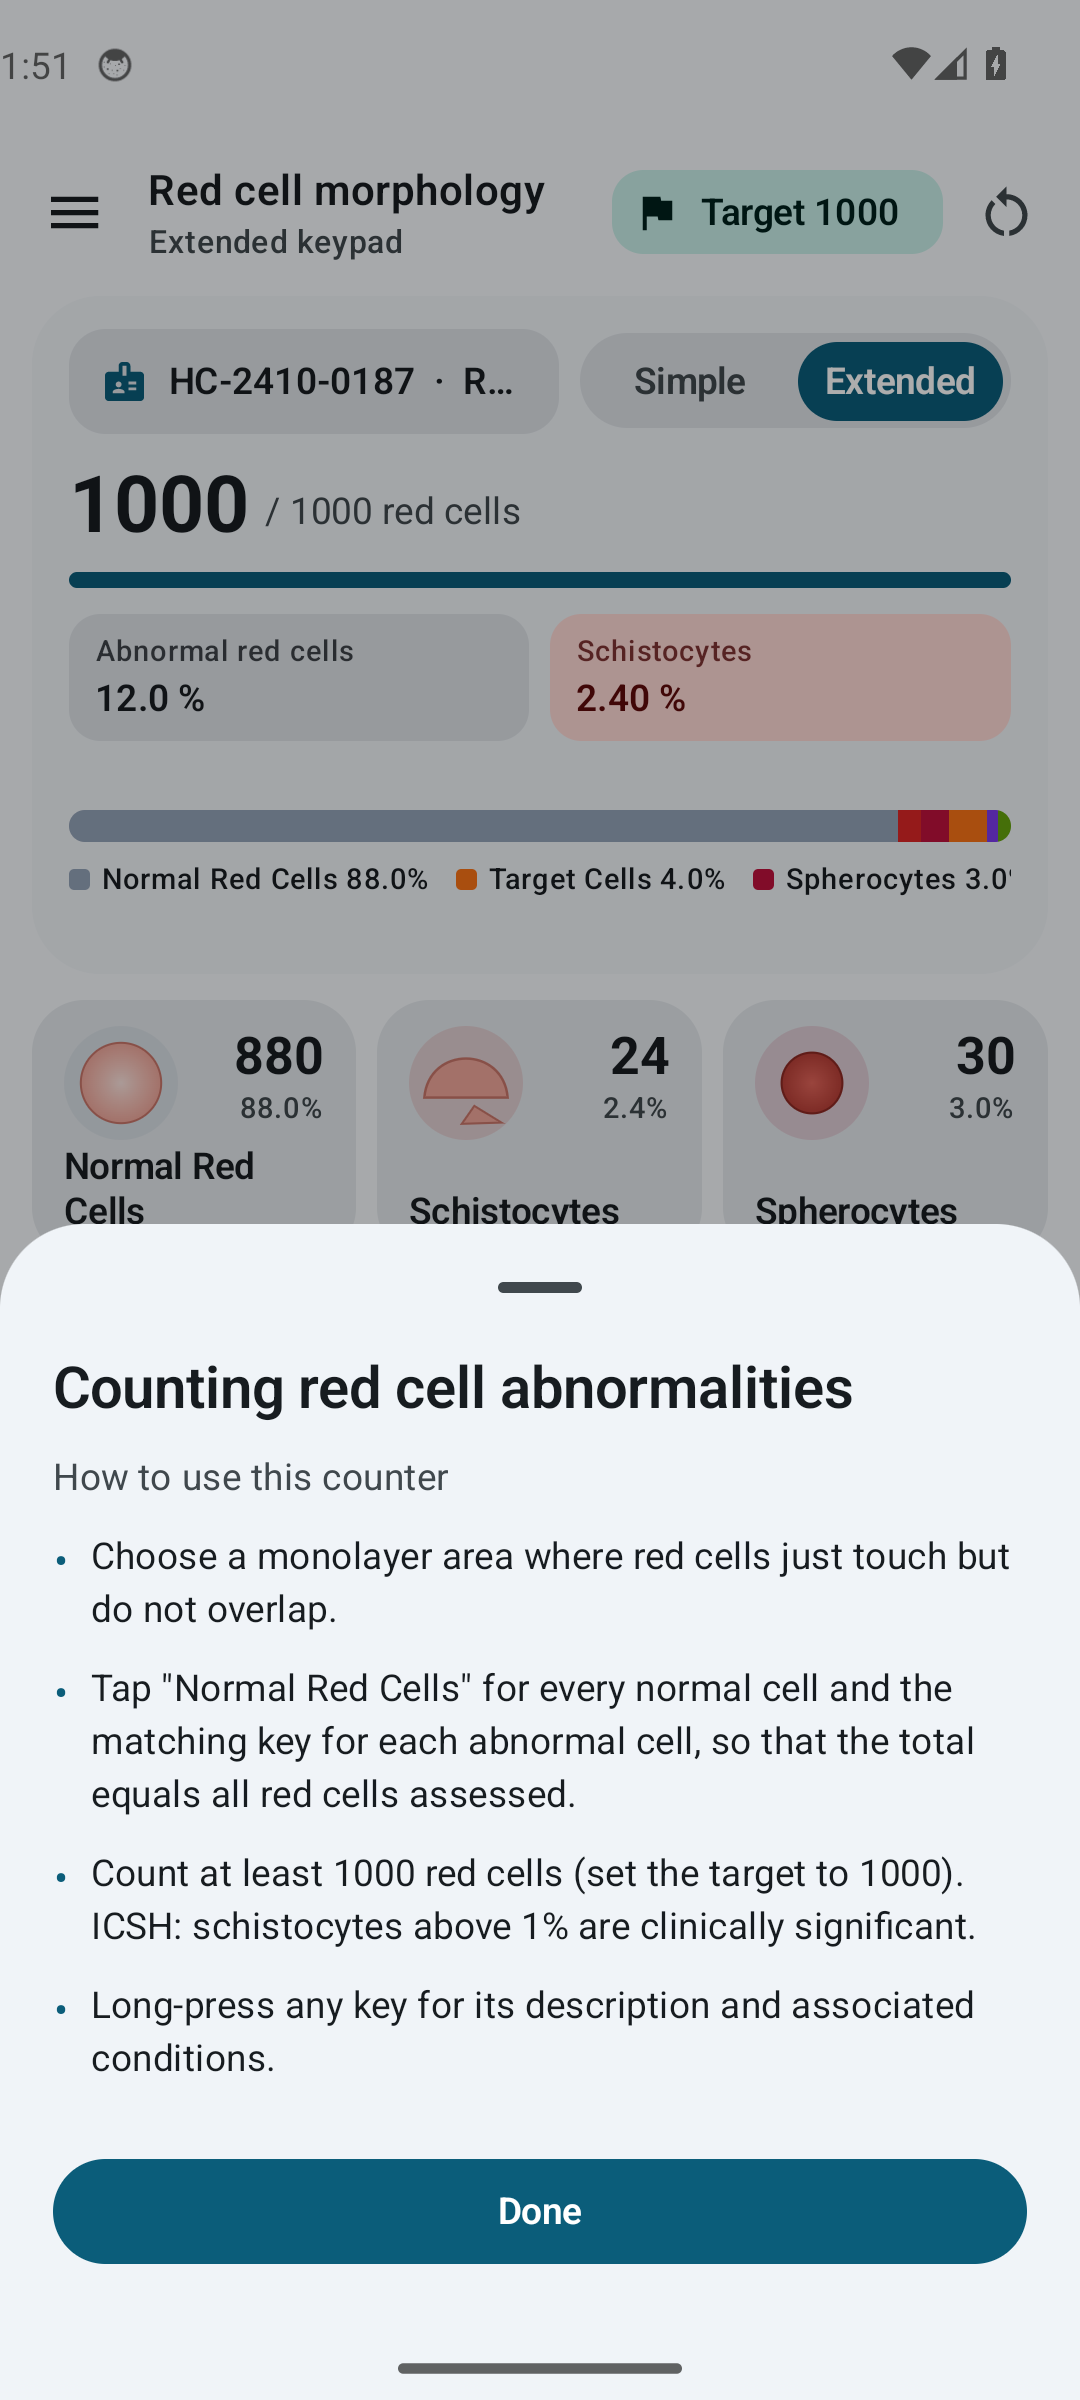 1:51
Red cell morphology
Extended keypad
Target 1000
HC-2410-0187 · R...
Simple
Extended
1000 / 1000 red cells
Abnormal red cells
12.0 %
Schistocytes
2.40 %
Normal Red Cells 88.0%
Target Cells 4.0%
Spherocytes 3.0
880
88.0%
Normal Red
Cells
24
2.4%
Schistocytes
30
3.0%
Spherocytes
Counting red cell abnormalities
How to use this counter
• Choose a monolayer area where red cells just touch but
do not overlap.
• Tap "Normal Red Cells" for every normal cell and the
matching key for each abnormal cell, so that the total
equals all red cells assessed.
• Count at least 1000 red cells (set the target to 1000).
ICSH: schistocytes above 1% are clinically significant.
• Long-press any key for its description and associated
conditions.
Done